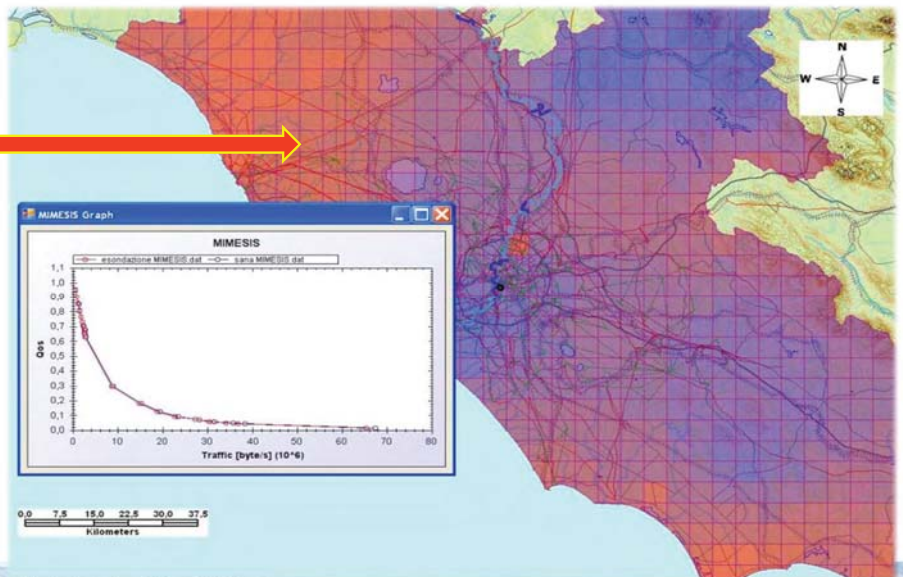 N
W E
S
MIMESIS Graph
MIMESIS
esondazione MIMESIS.dat sana MIMESIS.dat
1,1
1,0
0,9
0,8
0,7
0,6
0,5
0,4
0,3
0,2
0,1
0,0
Qos
0 10 20 30 40 50 60 70 80
Traffic [byte/s] (10^6)
0,0 7,5 15,0 22,5 30,0 37,5
Kilometers